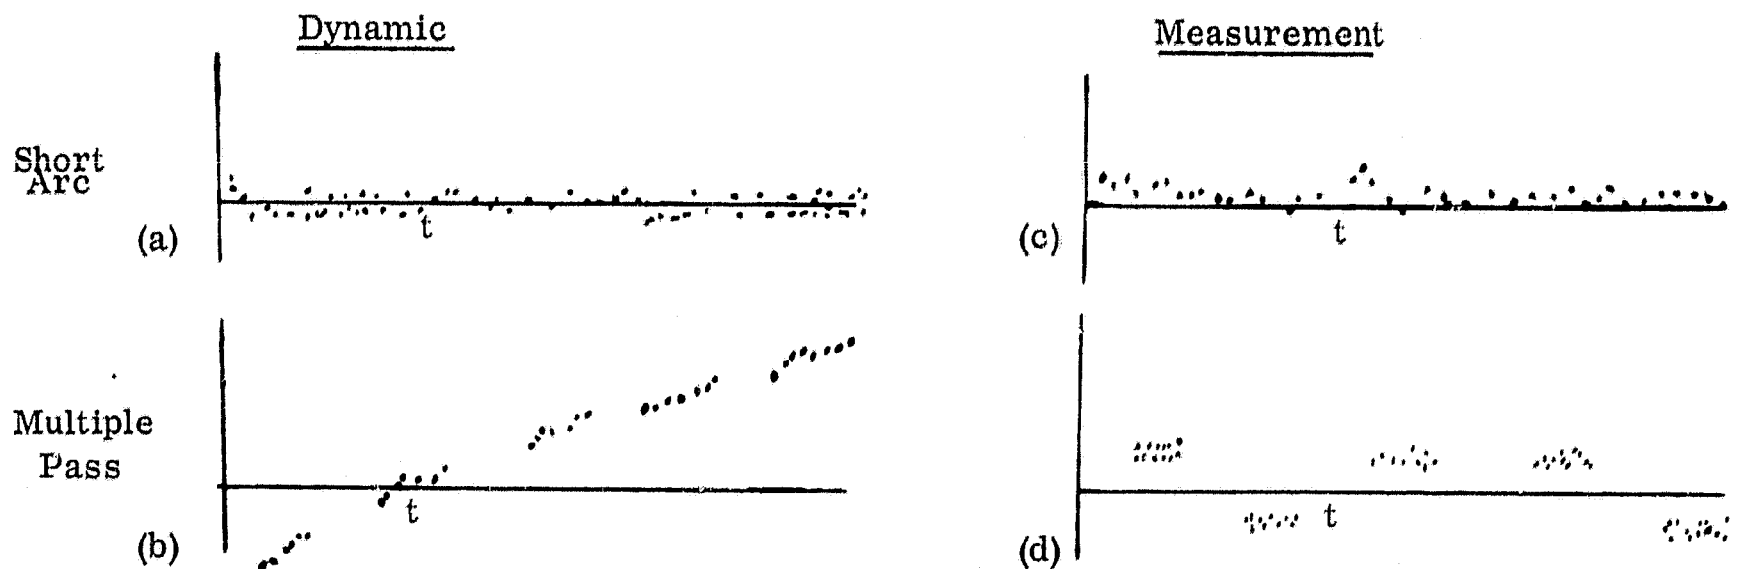 Dynamic
Measurement
Short
Arc
(a)
t
(c)
t
Multiple
Pass
(b)
t
(d)
t